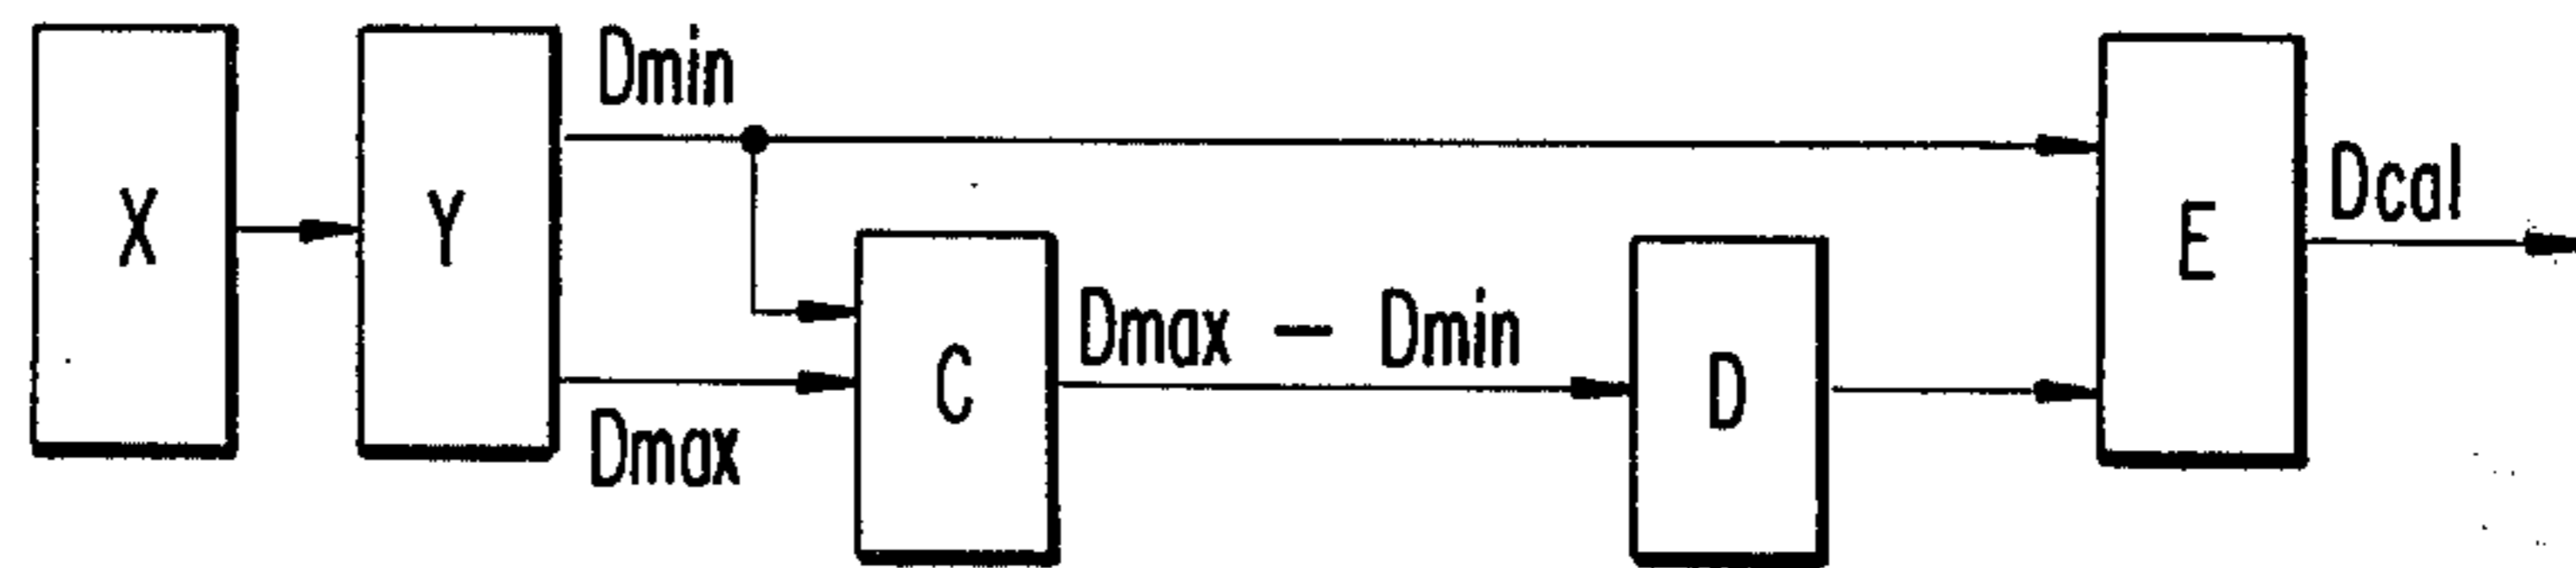 X
Y
Dmin
Dmax
C
Dmax – Dmin
D
E
Dcal